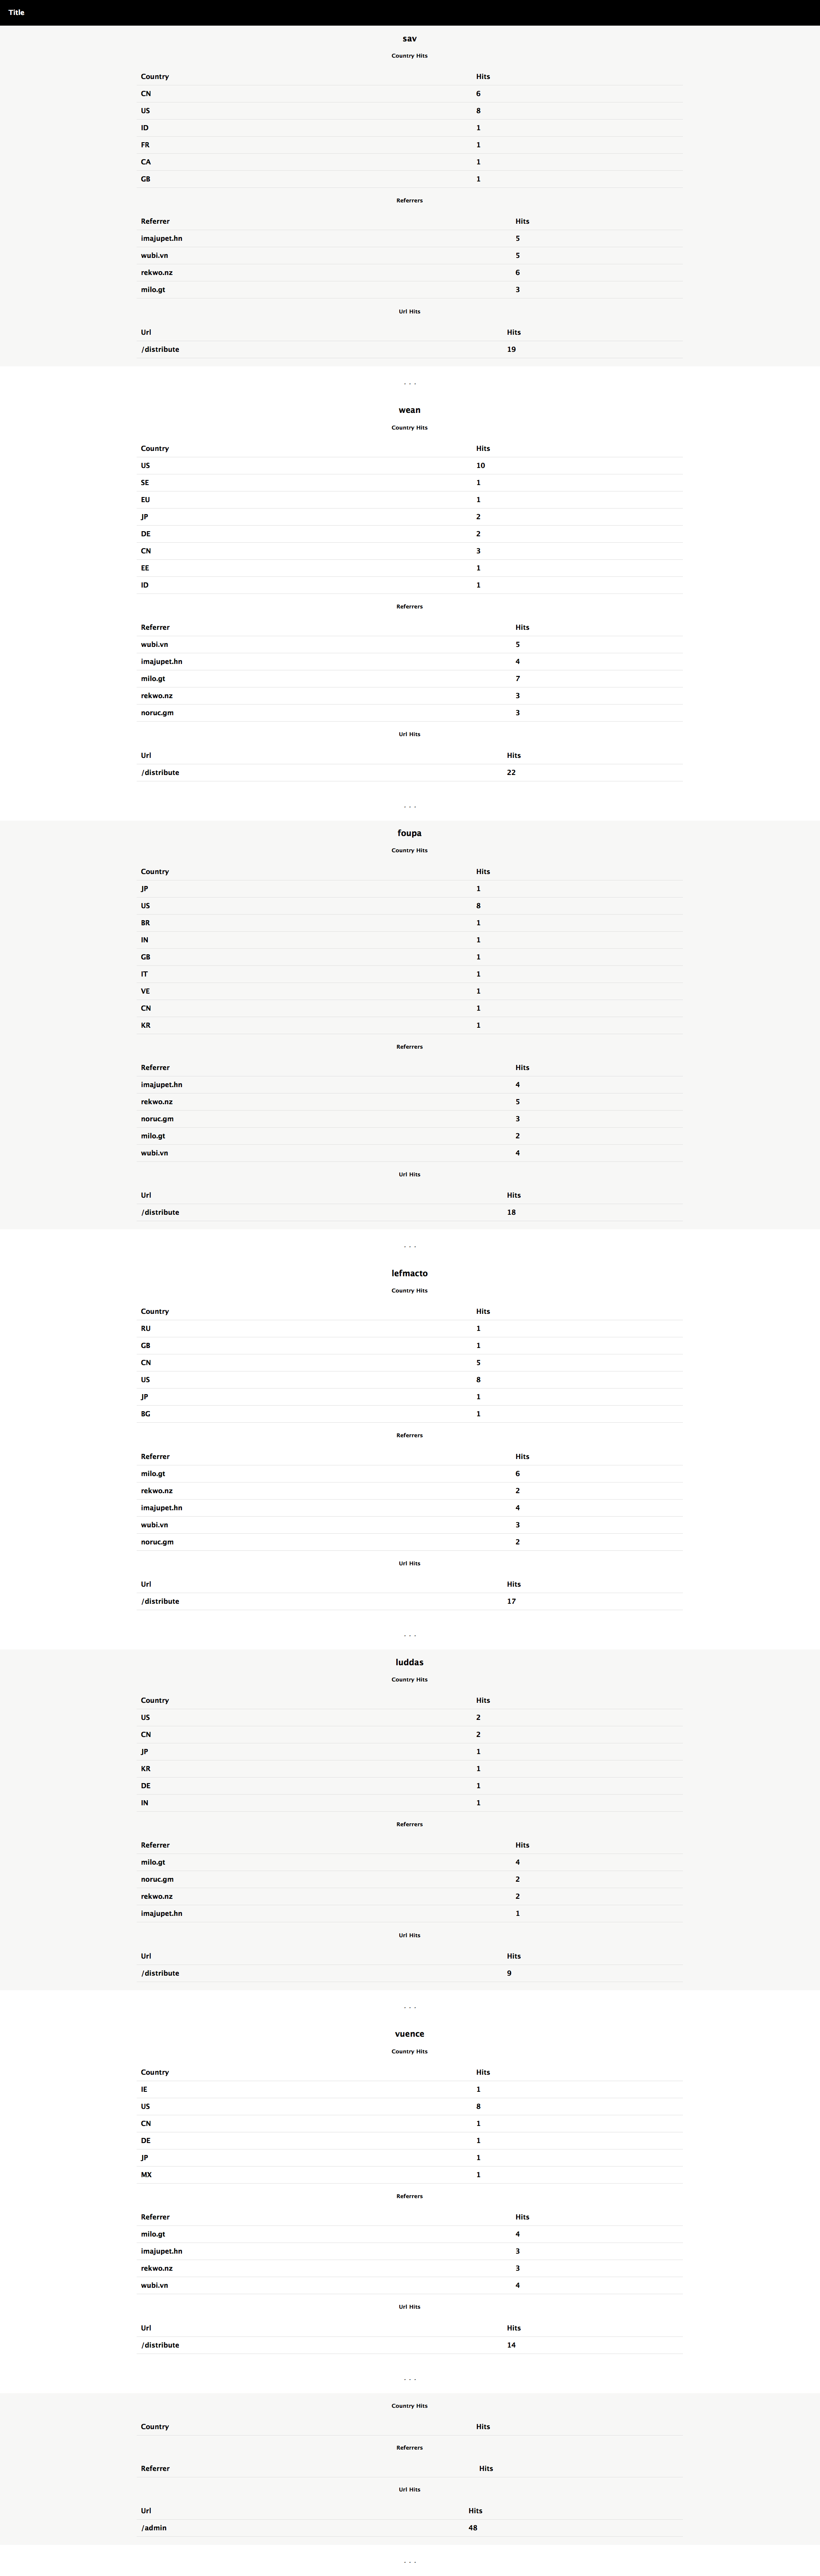 Title
sav
Country Hits
Country Hits
CN 6
US 8
ID 1
FR 1
CA 1
GB 1
Referrers
Referrer Hits
imajupet.hn 5
wubi.vn 5
rekwo.nz 6
milo.gt 3
Url Hits
Url Hits
/distribute 19
. . .
wean
Country Hits
Country Hits
US 10
SE 1
EU 1
JP 2
DE 2
CN 3
EE 1
ID 1
Referrers
Referrer Hits
wubi.vn 5
imajupet.hn 4
milo.gt 7
rekwo.nz 3
noruc.gm 3
Url Hits
Url Hits
/distribute 22
. . .
foupa
Country Hits
Country Hits
JP 1
US 8
BR 1
IN 1
GB 1
IT 1
VE 1
CN 1
KR 1
Referrers
Referrer Hits
imajupet.hn 4
rekwo.nz 5
noruc.gm 3
milo.gt 2
wubi.vn 4
Url Hits
Url Hits
/distribute 18
. . .
lefmacto
Country Hits
Country Hits
RU 1
GB 1
CN 5
US 8
JP 1
BG 1
Referrers
Referrer Hits
milo.gt 6
rekwo.nz 2
imajupet.hn 4
wubi.vn 3
noruc.gm 2
Url Hits
Url Hits
/distribute 17
. . .
luddas
Country Hits
Country Hits
US 2
CN 2
JP 1
KR 1
DE 1
IN 1
Referrers
Referrer Hits
milo.gt 4
noruc.gm 2
rekwo.nz 2
imajupet.hn 1
Url Hits
Url Hits
/distribute 9
. . .
vuence
Country Hits
Country Hits
IE 1
US 8
CN 1
DE 1
JP 1
MX 1
Referrers
Referrer Hits
milo.gt 4
imajupet.hn 3
rekwo.nz 3
wubi.vn 4
Url Hits
Url Hits
/distribute 14
. . .
Country Hits
Country Hits
Referrers
Referrer Hits
Url Hits
Url Hits
/admin 48
. . .